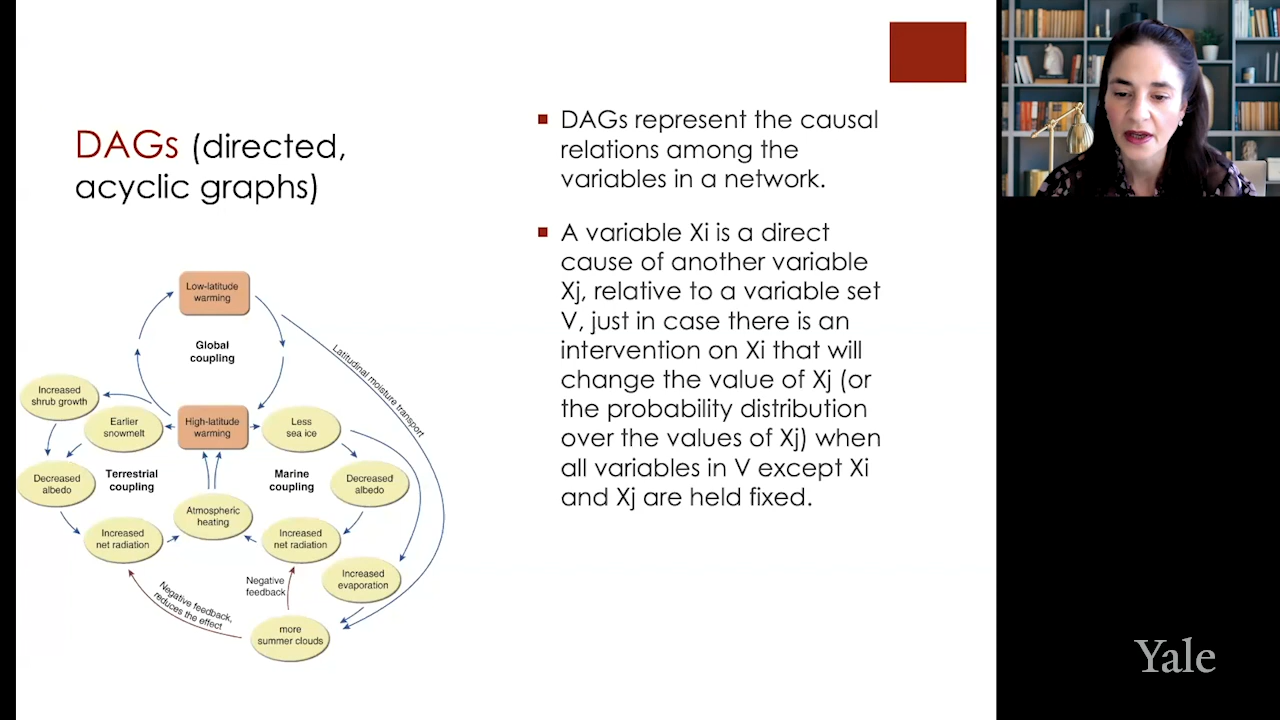 DAGs (directed,
acyclic graphs)
DAGs represent the causal
relations among the
variables in a network.
A variable Xi is a direct
cause of another variable
Xj, relative to a variable set
V, just in case there is an
intervention on Xi that will
change the value of Xj (or
the probability distribution
over the values of Xj) when
all variables in V except Xi
and Xj are held fixed.
Low-latitude
warming
Global
coupling
Latitudinal moisture transport
Increased
shrub growth
Earlier
snowmelt
High-latitude
warming
Less
sea ice
Decreased
albedo
Terrestrial
coupling
Marine
coupling
Decreased
albedo
Atmospheric
heating
Increased
net radiation
Increased
net radiation
Increased
evaporation
Negative
feedback
Negative feedback,
reduces the effect
more
summer clouds
Yale